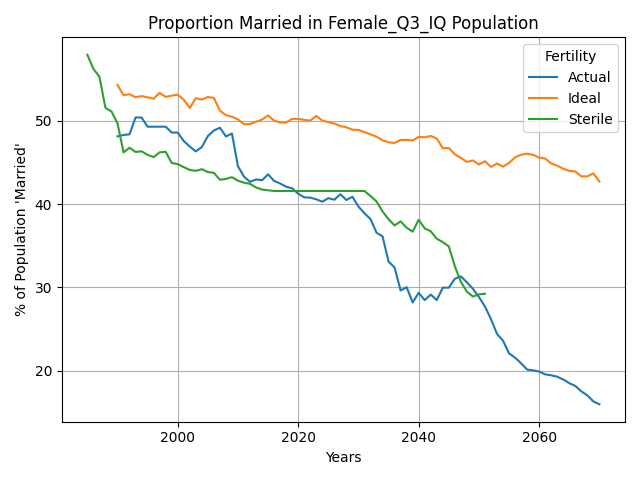 Proportion Married in Female_Q3_IQ Population
Fertility
Actual
Ideal
Sterile
% of Population 'Married'
50
40
30
20
2000
2020
2040
2060
Years